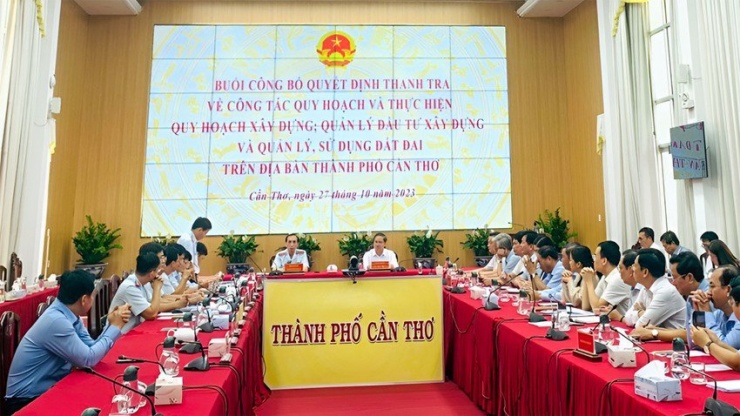 BUỔI CÔNG BỐ QUYẾT ĐỊNH THANH TRA
VỀ CÔNG TÁC QUY HOẠCH VÀ THỰC HIỆN
QUY HOẠCH XÂY DỰNG; QUẢN LÝ ĐẦU TƯ XÂY DỰNG
VÀ QUẢN LÝ, SỬ DỤNG ĐẤT ĐAI
TRÊN ĐỊA BÀN THÀNH PHỐ CẦN THƠ
Cần Thơ, ngày 27 tháng 10 năm 2023
THÀNH PHỐ CẦN THƠ